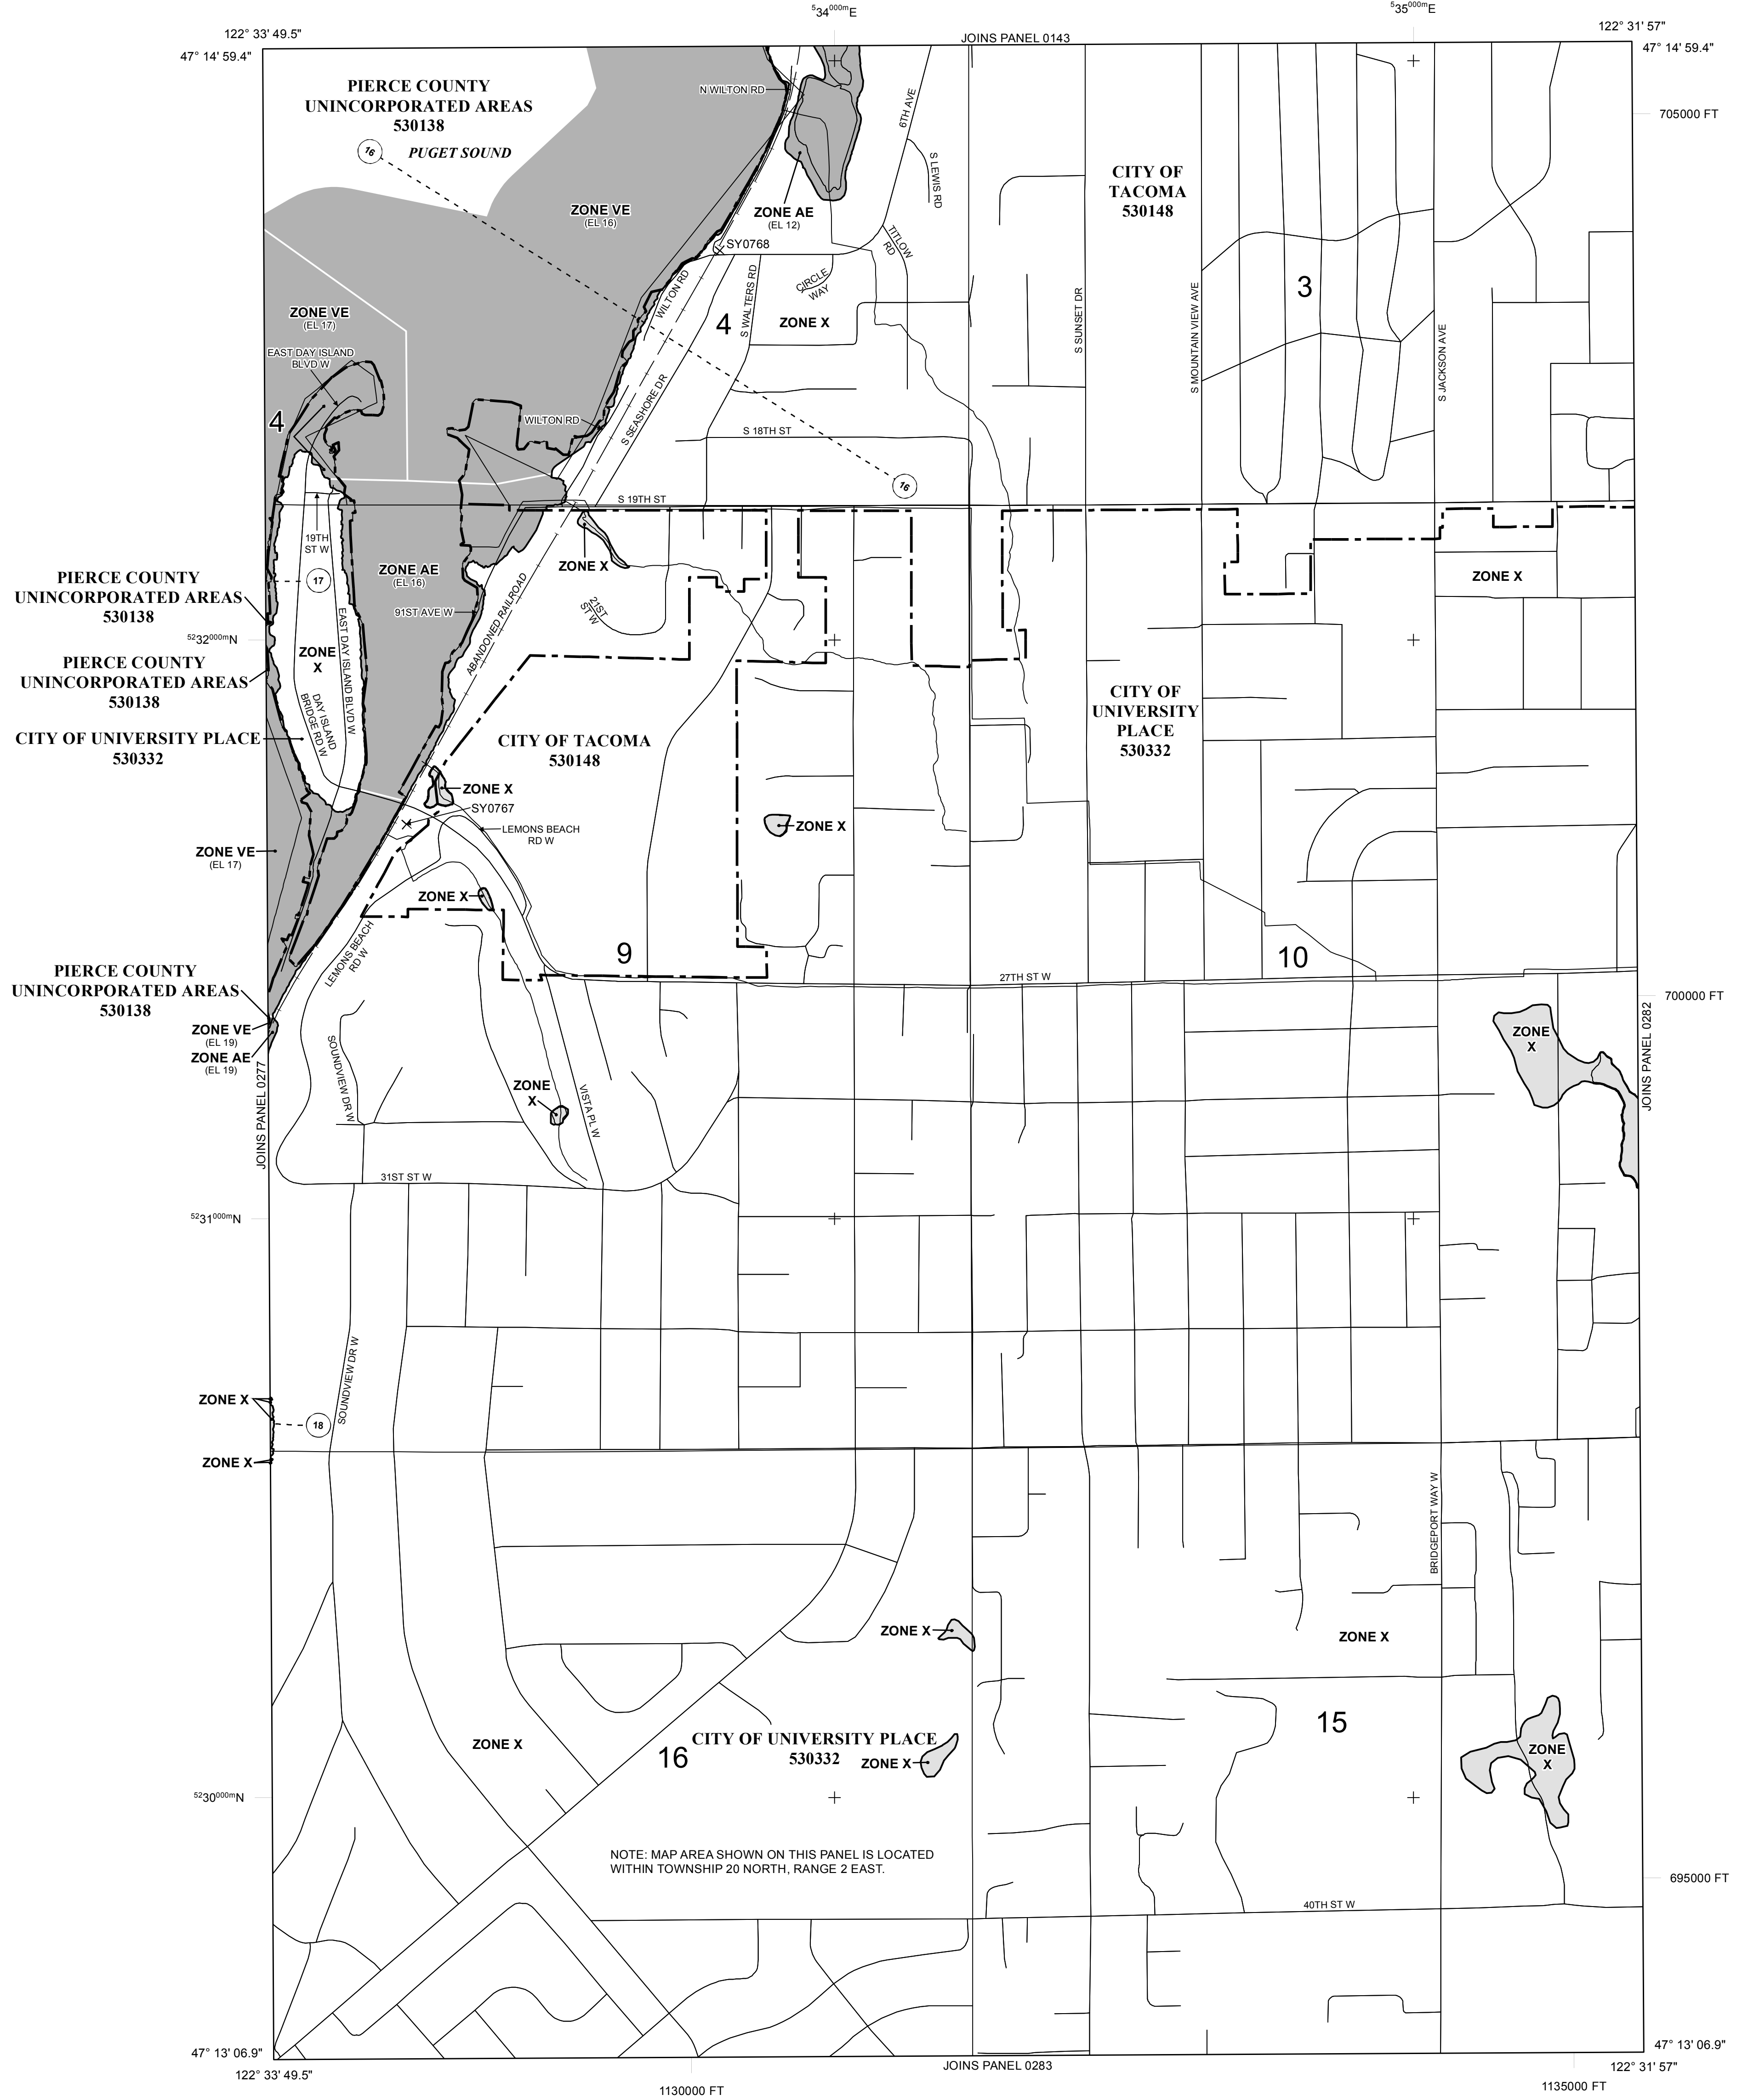 534000mE
535000mE
122° 33' 49.5"
JOINS PANEL 0143
122° 31' 57"
47° 14' 59.4"
47° 14' 59.4"
PIERCE COUNTY
UNINCORPORATED AREAS
530138
16
PUGET SOUND
N WILTON RD
6TH AVE
705000 FT
S LEWIS RD
CITY OF
TACOMA
530148
ZONE VE
(EL 16)
ZONE AE
(EL 12)
SY0768
TITLOW
RD
WILTON RD
S WALTERS RD
CIRCLE
WAY
3
ZONE VE
(EL 17)
4
ZONE X
S SUNSET DR
S MOUNTAIN VIEW AVE
S JACKSON AVE
EAST DAY ISLAND
BLVD W
4
WILTON RD
S SEASHORE DR
S 18TH ST
16
S 19TH ST
19TH
ST W
ZONE X
ZONE AE
(EL 16)
ZONE X
PIERCE COUNTY
UNINCORPORATED AREAS
530138
17
91ST AVE W
21ST
ST W
ABANDONED RAILROAD
5232000mN
ZONE
X
EAST DAY ISLAND BLVD W
PIERCE COUNTY
UNINCORPORATED AREAS
530138
DAY ISLAND
BRIDGE RD W
CITY OF
UNIVERSITY
PLACE
530332
CITY OF UNIVERSITY PLACE
530332
CITY OF TACOMA
530148
ZONE X
SY0767
LEMONS BEACH
RD W
ZONE X
ZONE VE
(EL 17)
ZONE X
LEMONS BEACH
RD W
9
10
27TH ST W
PIERCE COUNTY
UNINCORPORATED AREAS
530138
700000 FT
ZONE VE
(EL 19)
ZONE AE
(EL 19)
ZONE
X
JOINS PANEL 0282
JOINS PANEL 0277
SOUNDVIEW DR W
ZONE
X
VISTA PL W
31ST ST W
5231000mN
SOUNDVIEW DR W
ZONE X
18
ZONE X
BRIDGEPORT WAY W
ZONE X
ZONE X
15
ZONE X
16
CITY OF UNIVERSITY PLACE
530332
ZONE X
ZONE
X
5230000mN
NOTE: MAP AREA SHOWN ON THIS PANEL IS LOCATED
WITHIN TOWNSHIP 20 NORTH, RANGE 2 EAST.
695000 FT
40TH ST W
47° 13' 06.9"
47° 13' 06.9"
122° 33' 49.5"
JOINS PANEL 0283
122° 31' 57"
1130000 FT
1135000 FT